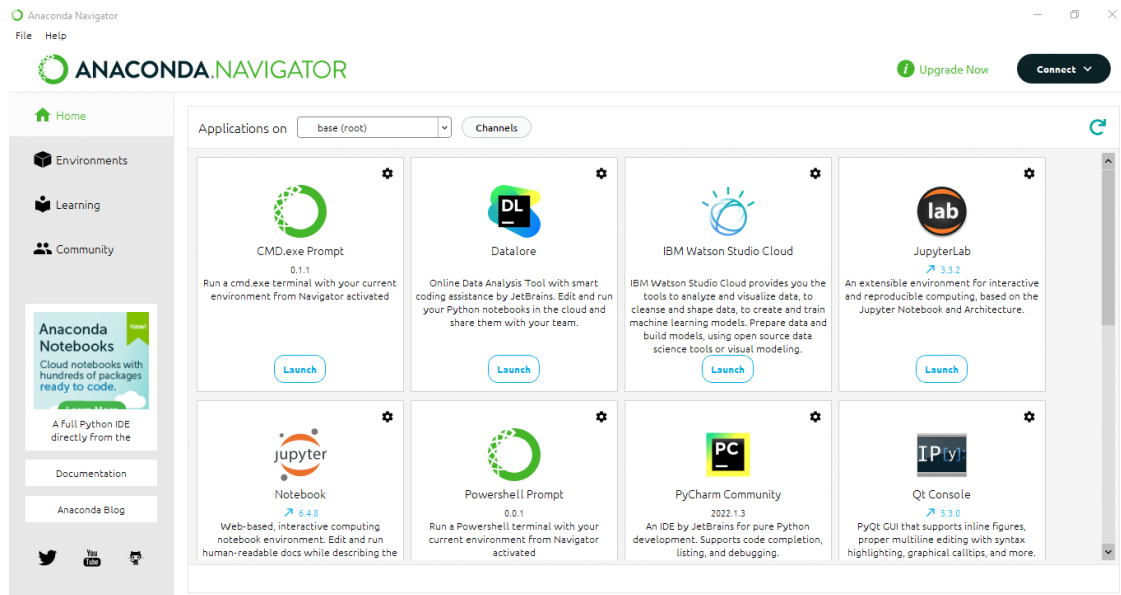 Anaconda Navigator
File Help
ANACONDA.NAVIGATOR
i Upgrade Now
Connect
Home
Environments
Learning
Community
Anaconda
Notebooks
New!
Cloud notebooks with
hundreds of packages
ready to code.
Learn More
A full Python IDE
directly from the
Documentation
Anaconda Blog
You
Tube
Applications on base (root) Channels
CMD.exe Prompt
0.1.1
Run a cmd.exe terminal with your current
environment from Navigator activated
Launch
DL
Datalore
Online Data Analysis Tool with smart
coding assistance by JetBrains. Edit and run
your Python notebooks in the cloud and
share them with your team.
Launch
IBM Watson Studio Cloud
IBM Watson Studio Cloud provides you the
tools to analyze and visualize data, to
cleanse and shape data, to create and train
machine learning models. Prepare data and
build models, using open source data
science tools or visual modeling.
Launch
lab
JupyterLab
3.3.2
An extensible environment for interactive
and reproducible computing, based on the
Jupyter Notebook and Architecture.
Launch
jupyter
Notebook
6.4.8
Web-based, interactive computing
notebook environment. Edit and run
human-readable docs while describing the
Powershell Prompt
0.0.1
Run a Powershell terminal with your
current environment from Navigator
activated
PC
PyCharm Community
2022.1.3
An IDE by JetBrains for pure Python
development. Supports code completion,
listing, and debugging.
IP[y]:
Qt Console
5.3.0
PyQt GUI that supports inline figures,
proper multiline editing with syntax
highlighting, graphical calltips, and more.